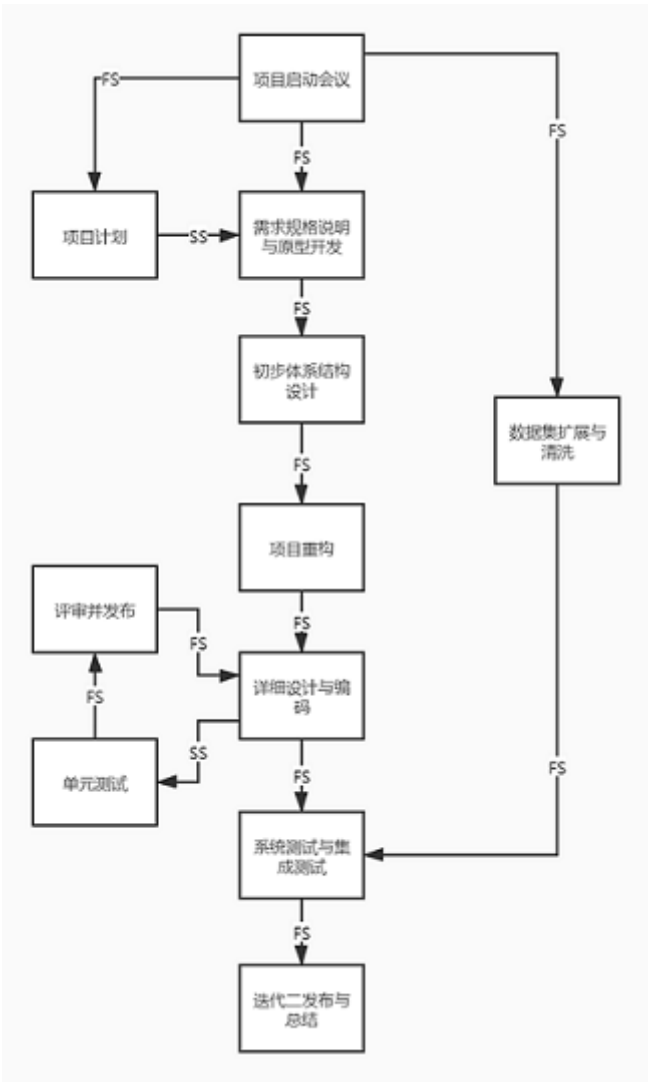 项目启动会议
FS
FS
FS
项目计划
SS
需求规格说明
与原型开发
FS
初步体系结构
设计
数据集扩展与
清洗
FS
项目重构
评审并发布
FS
FS
详细设计与编
码
FS
SS
单元测试
FS
FS
系统测试与集
成测试
FS
迭代二发布与
总结